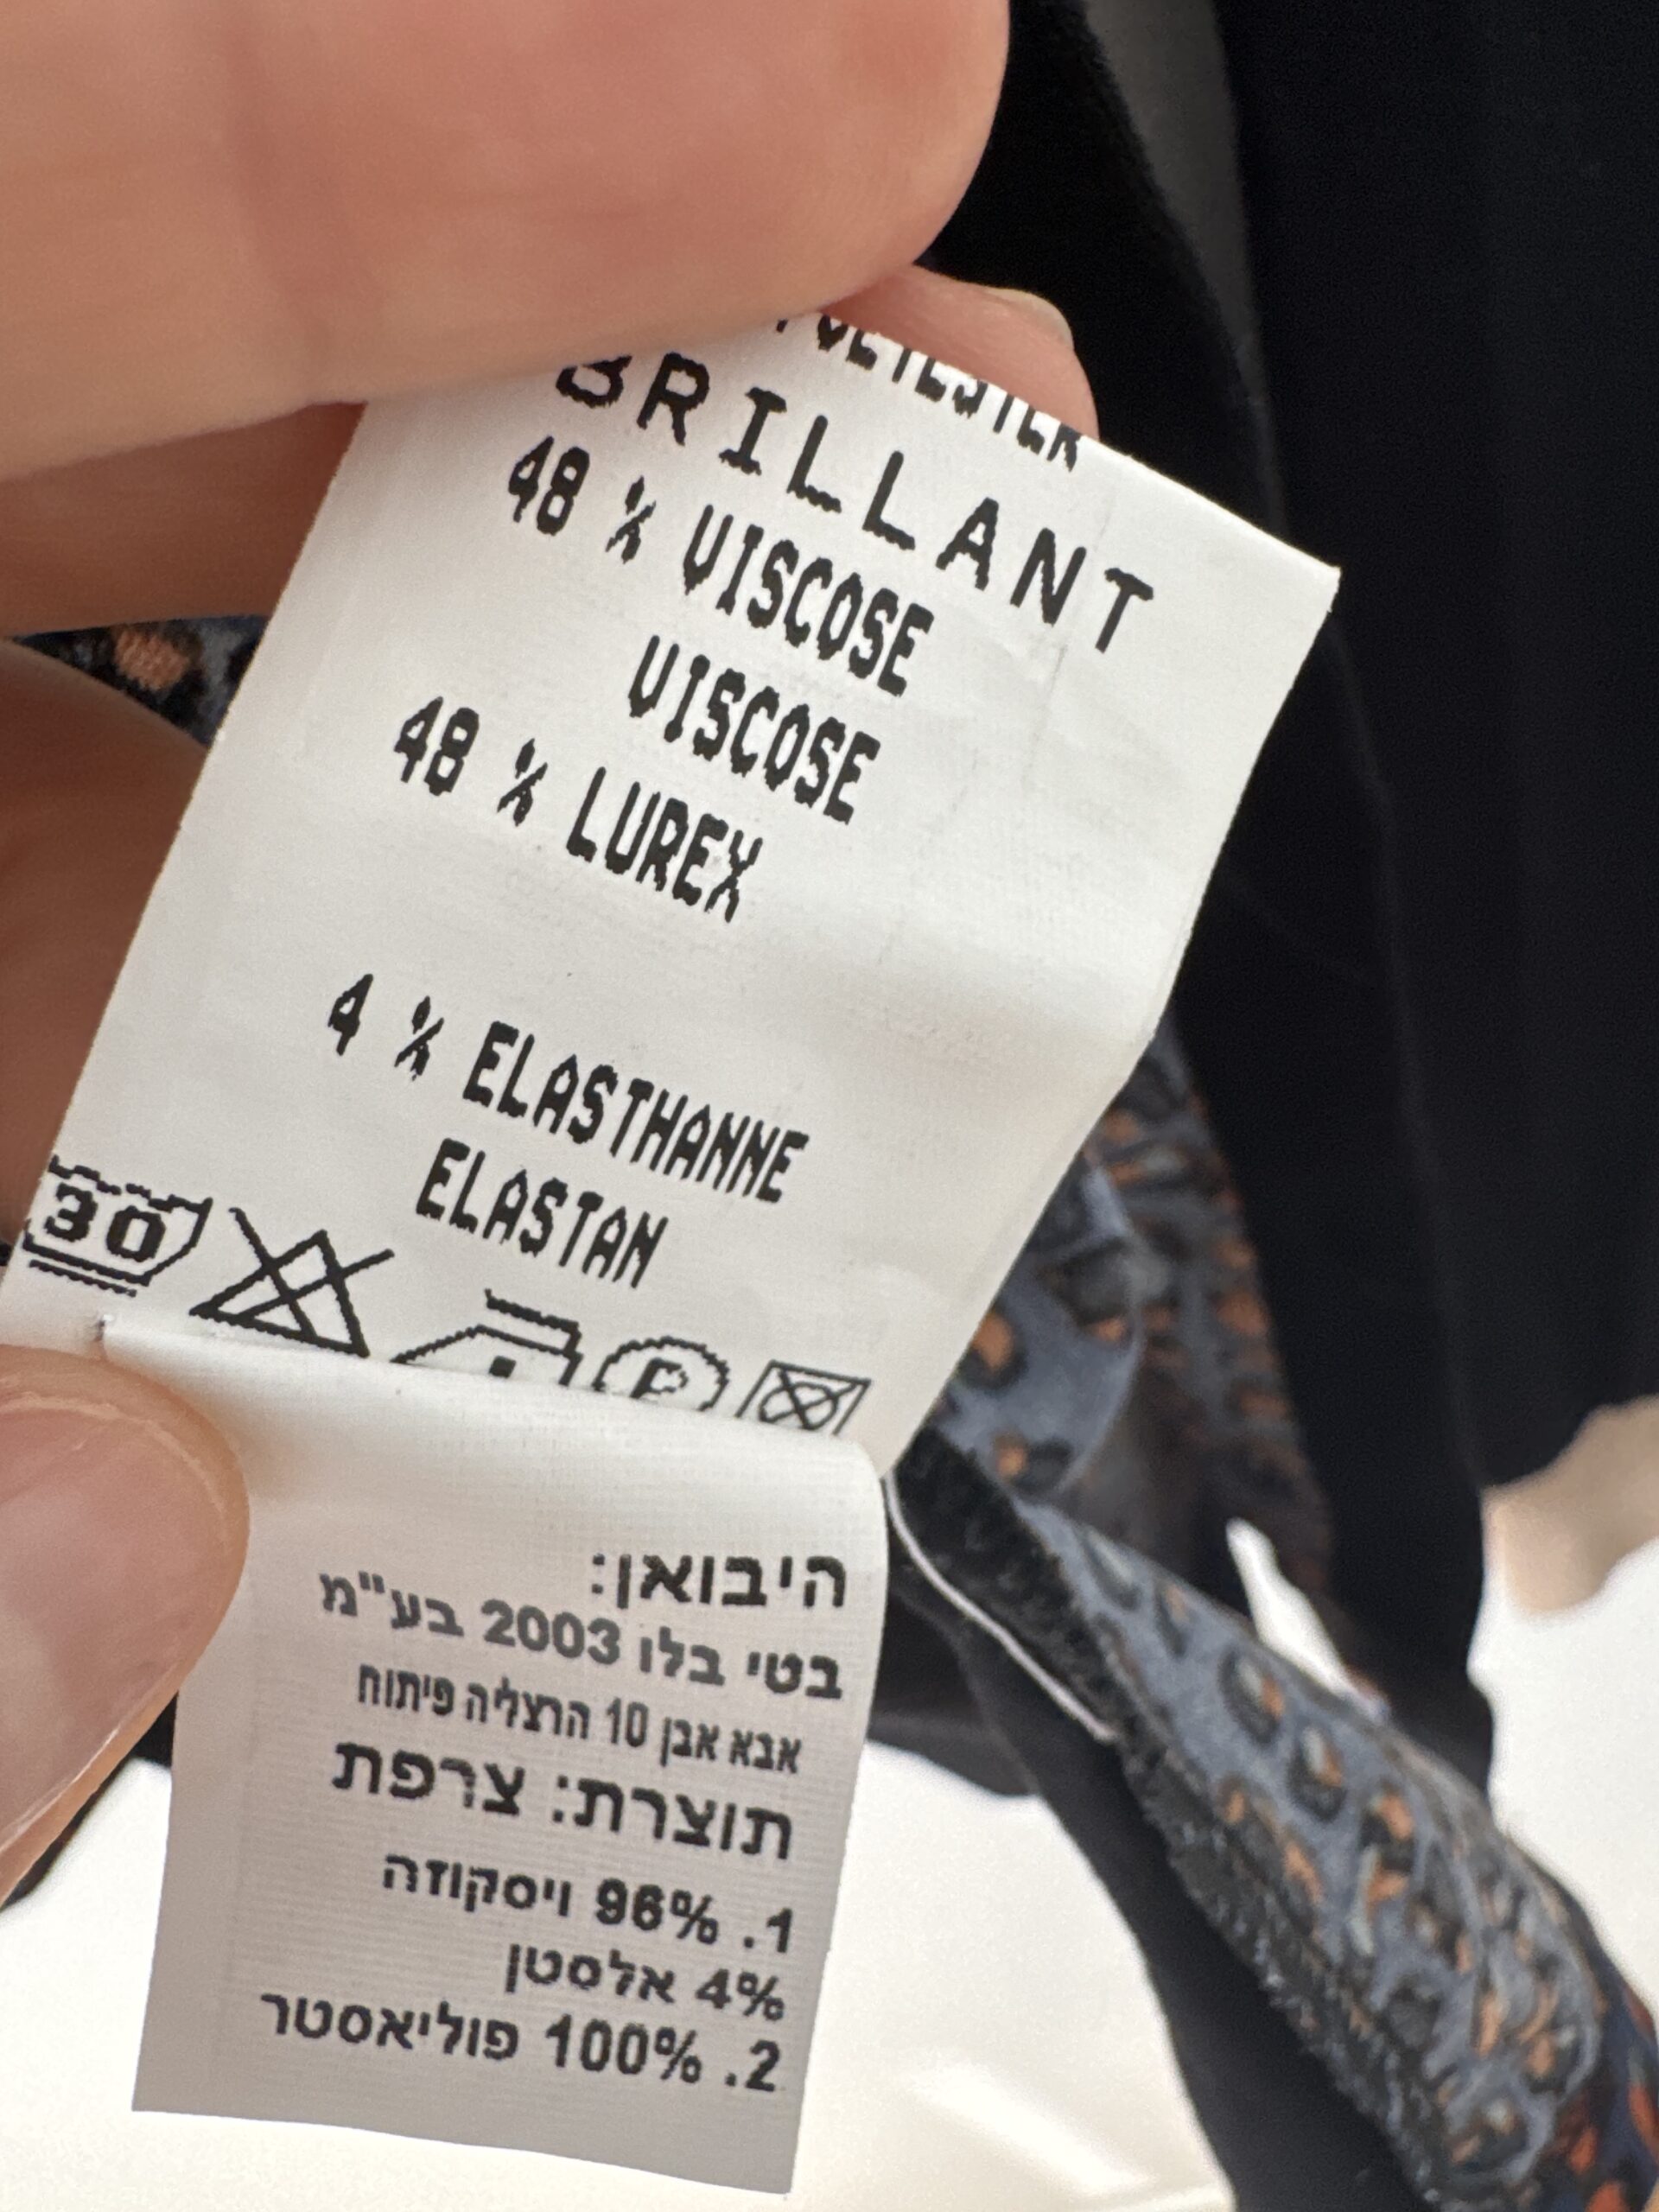 POLYESTER
BRILLANT
48 % VISCOSE
VISCOSE
48 % LUREX
4 % ELASTHANNE
ELASTAN
30
P
היבואן:
בטי בלו 2003 בע"מ
אבא אבן 10 הרצליה פיתוח
תוצרת: צרפת
1. 96% ויסקוזה
4% אלסטן
2. 100% פוליאסטר